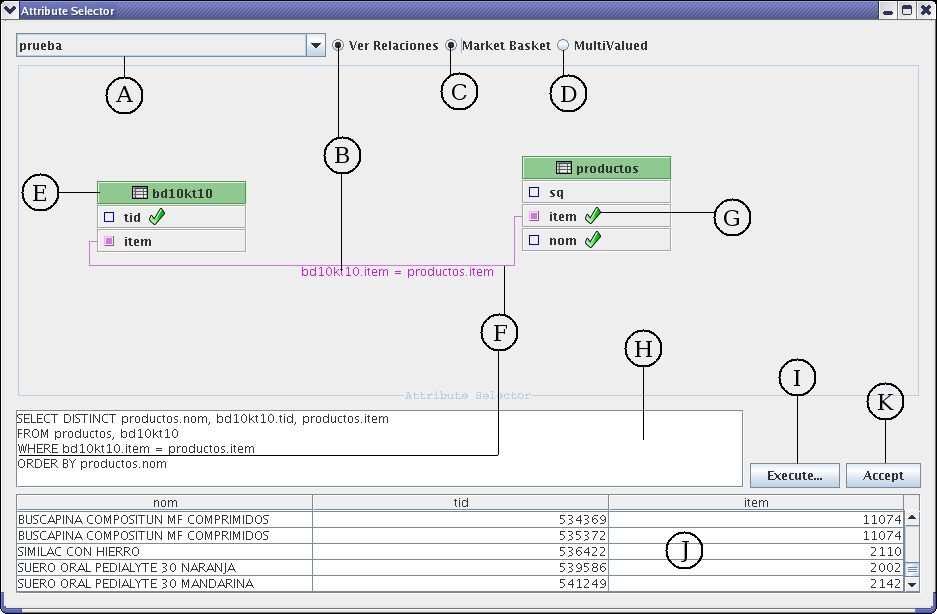 Attribute Selector
prueba
Ver Relaciones
Market Basket
MultiValued
A
C
D
B
E
bd10kt10
tid
item
productos
sq
item
nom
G
bd10kt10.item = productos.item
F
H
I
K
Attribute Selector
SELECT DISTINCT productos.nom, bd10kt10.tid, productos.item
FROM productos, bd10kt10
WHERE bd10kt10.item = productos.item
ORDER BY productos.nom
Execute...
Accept
nom tid item
BUSCAPINA COMPOSITUN MF COMPRIMIDOS 534369 11074
BUSCAPINA COMPOSITUN MF COMPRIMIDOS 535372 11074
SIMILAC CON HIERRO 536422 2110
SUERO ORAL PEDIALYTE 30 NARANJA 539586 2002
SUERO ORAL PEDIALYTE 30 MANDARINA 541249 2142
J